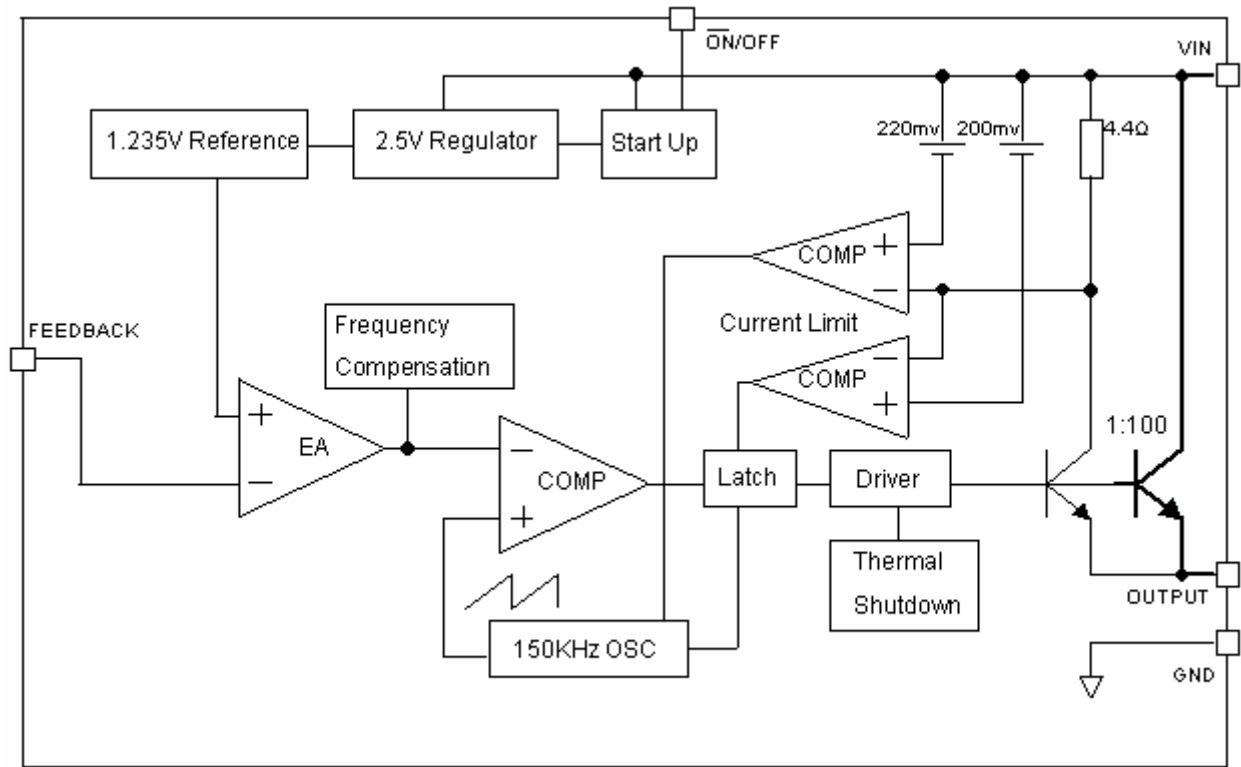 ON/OFF
VIN
1.235V Reference
2.5V Regulator
Start Up
220mv
200mv
4.4Ω
COMP
+
−
Current Limit
COMP
−
+
FEEDBACK
Frequency
Compensation
+
EA
−
−
COMP
+
1:100
Latch
Driver
Thermal
Shutdown
150KHz OSC
OUTPUT
GND